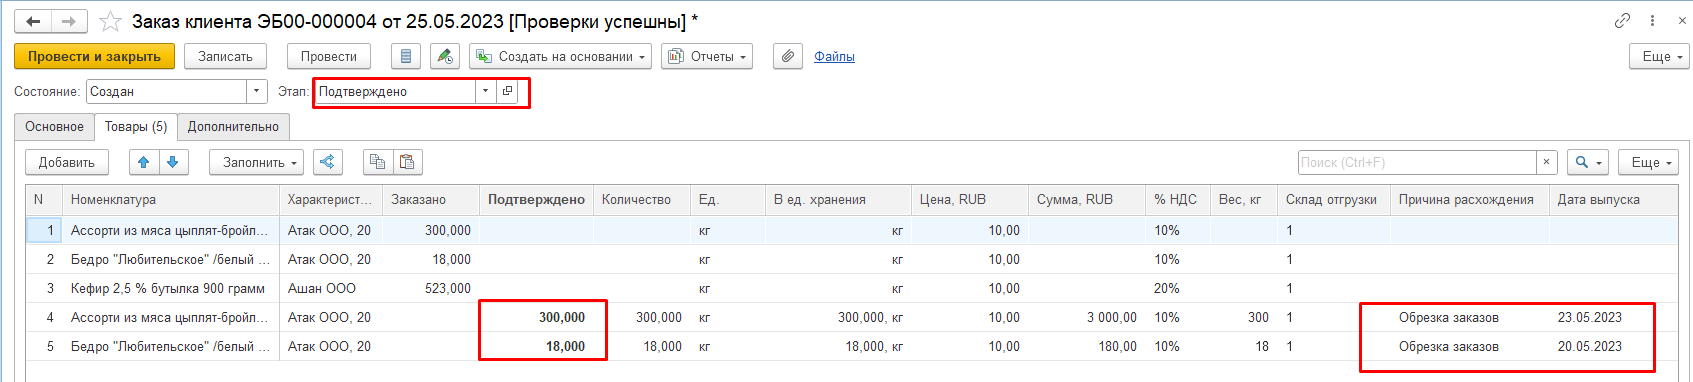 Заказ клиента ЭБ00-000004 от 25.05.2023 [Проверки успешны] *
Провести и закрыть Записать Провести Создать на основании Отчеты Файлы Еще
Состояние: Создан Этап: Подтверждено
Основное Товары (5) Дополнительно
Добавить Заполнить Поиск (Ctrl+F) × Еще
N Номенклатура Характерист... Заказано Подтверждено Количество Ед. В ед. хранения Цена, RUB Сумма, RUB % НДС Вес, кг Склад отгрузки Причина расхождения Дата выпуска
1 Ассорти из мяса цыплят-бройл... Атак ООО, 20 300,000 кг кг 10,00 10% 1
2 Бедро "Любительское" /белый ... Атак ООО, 20 18,000 кг кг 10,00 10% 1
3 Кефир 2,5 % бутылка 900 грамм Ашан ООО 523,000 кг кг 10,00 20% 1
4 Ассорти из мяса цыплят-бройл... Атак ООО, 20 300,000 300,000 кг 300,000, кг 10,00 3 000,00 10% 300 1 Обрезка заказов 23.05.2023
5 Бедро "Любительское" /белый ... Атак ООО, 20 18,000 18,000 кг 18,000, кг 10,00 180,00 10% 18 1 Обрезка заказов 20.05.2023